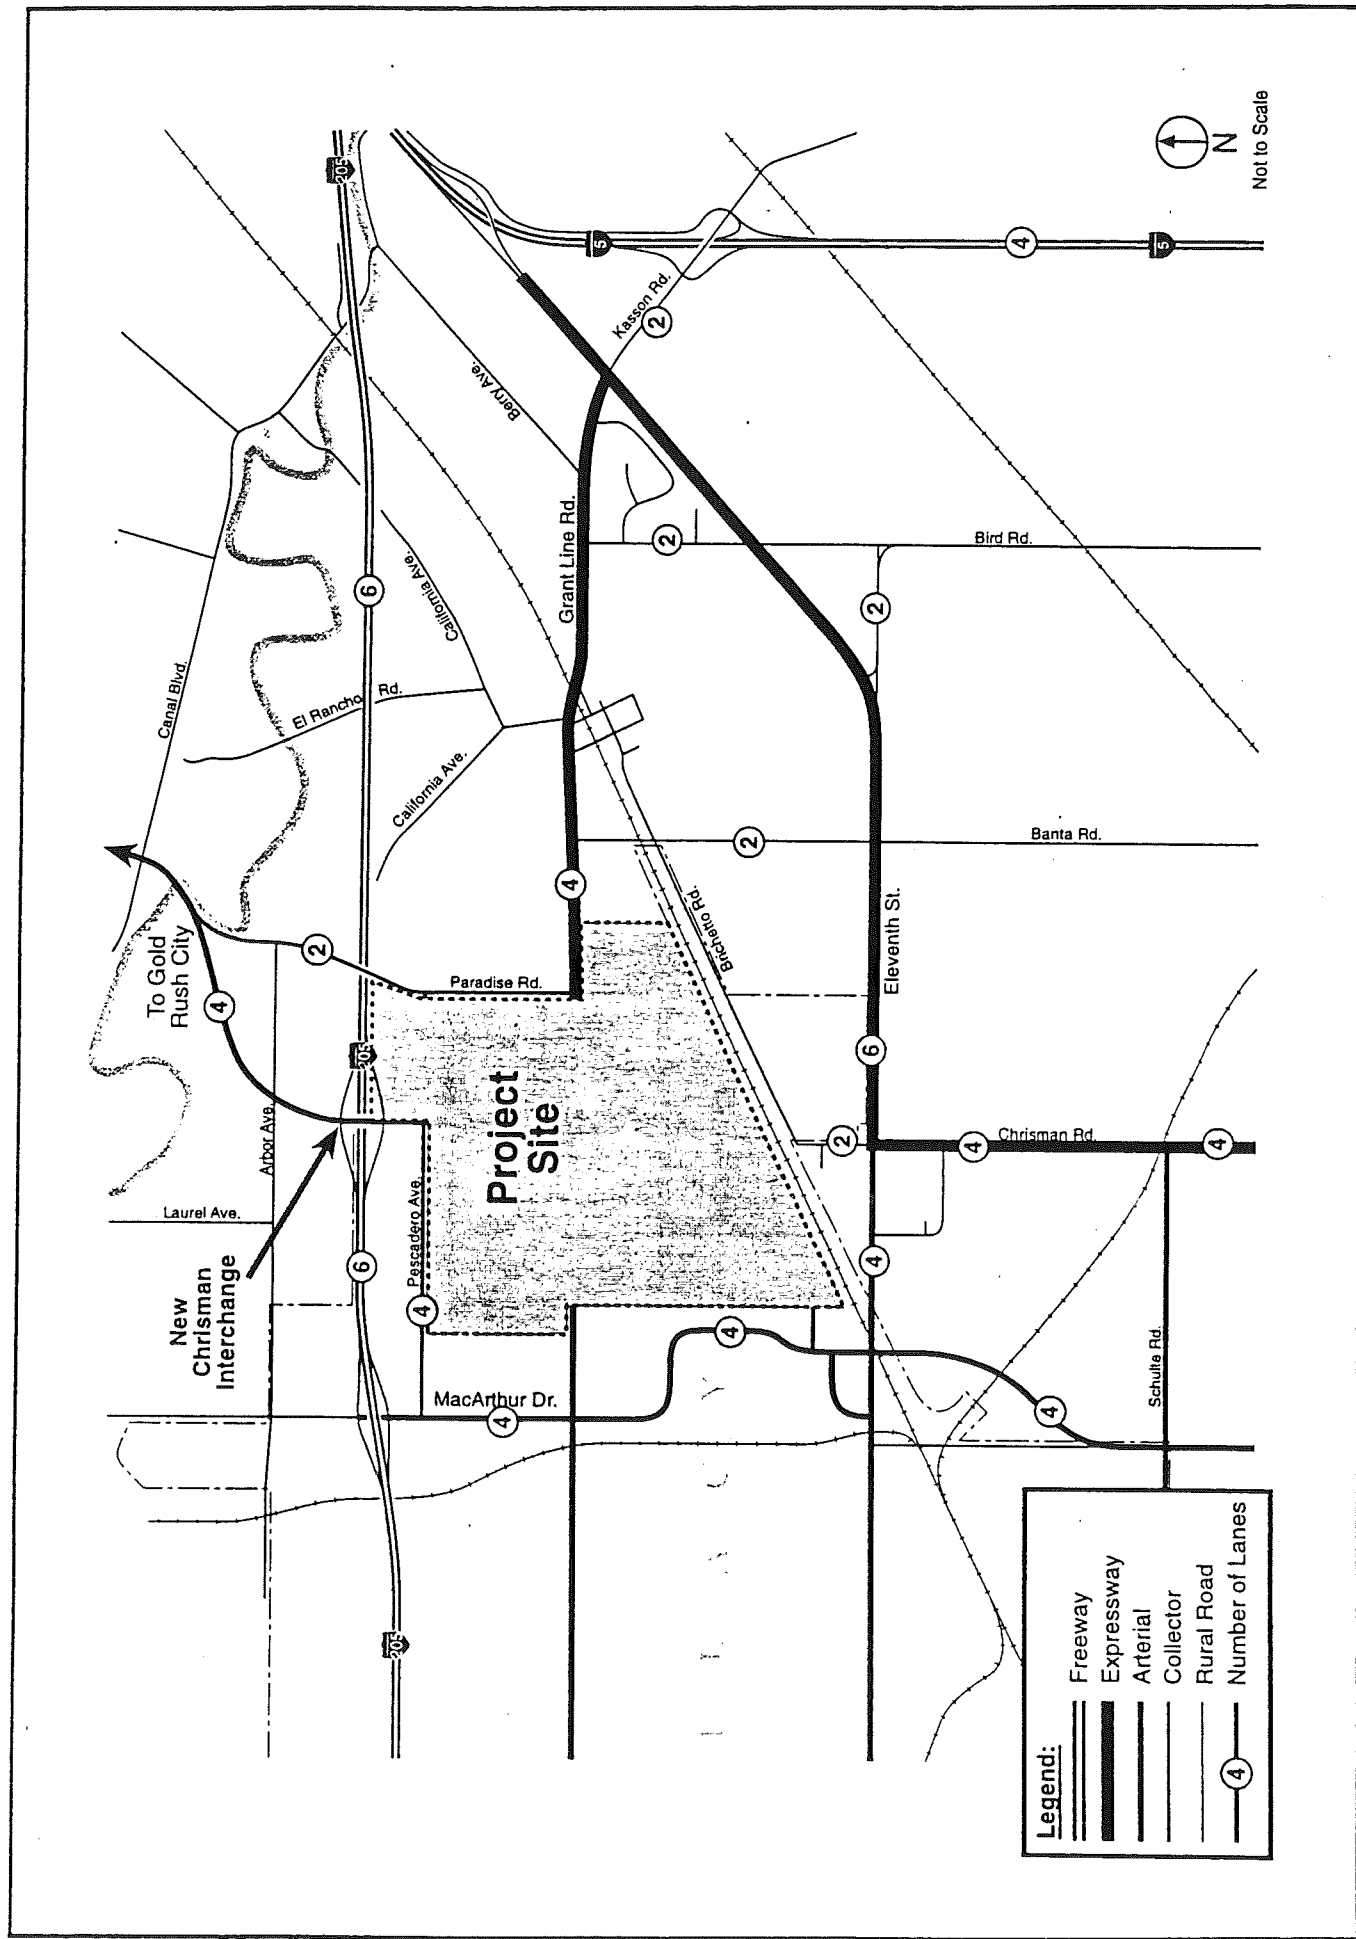 To Gold
Rush City
New
Chrisman
Interchange
Project
Site
Canal Blvd.
El Rancho Rd.
California Ave.
California Ave.
Berry Ave.
Kasson Rd.
Grant Line Rd.
Paradise Rd.
Arbor Ave.
Laurel Ave.
Pescadero Ave.
MacArthur Dr.
Brichetto Rd.
Eleventh St.
Banta Rd.
Bird Rd.
Chrisman Rd.
Schulte Rd.
205
205
205
5
5
2
4
6
6
4
4
4
4
2
2
2
2
2
6
4
4
4
4
4
T R A C Y
N
Not to Scale
Legend:
Freeway
Expressway
Arterial
Collector
Rural Road
4 Number of Lanes